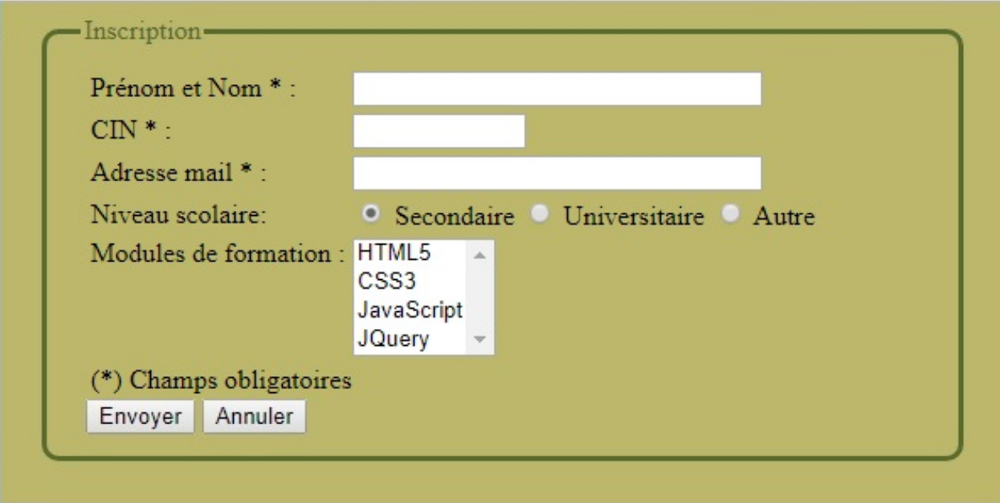 Inscription
Prénom et Nom * :
CIN * :
Adresse mail * :
Niveau scolaire: Secondaire Universitaire Autre
Modules de formation : HTML5
CSS3
JavaScript
JQuery
(*) Champs obligatoires
Envoyer Annuler